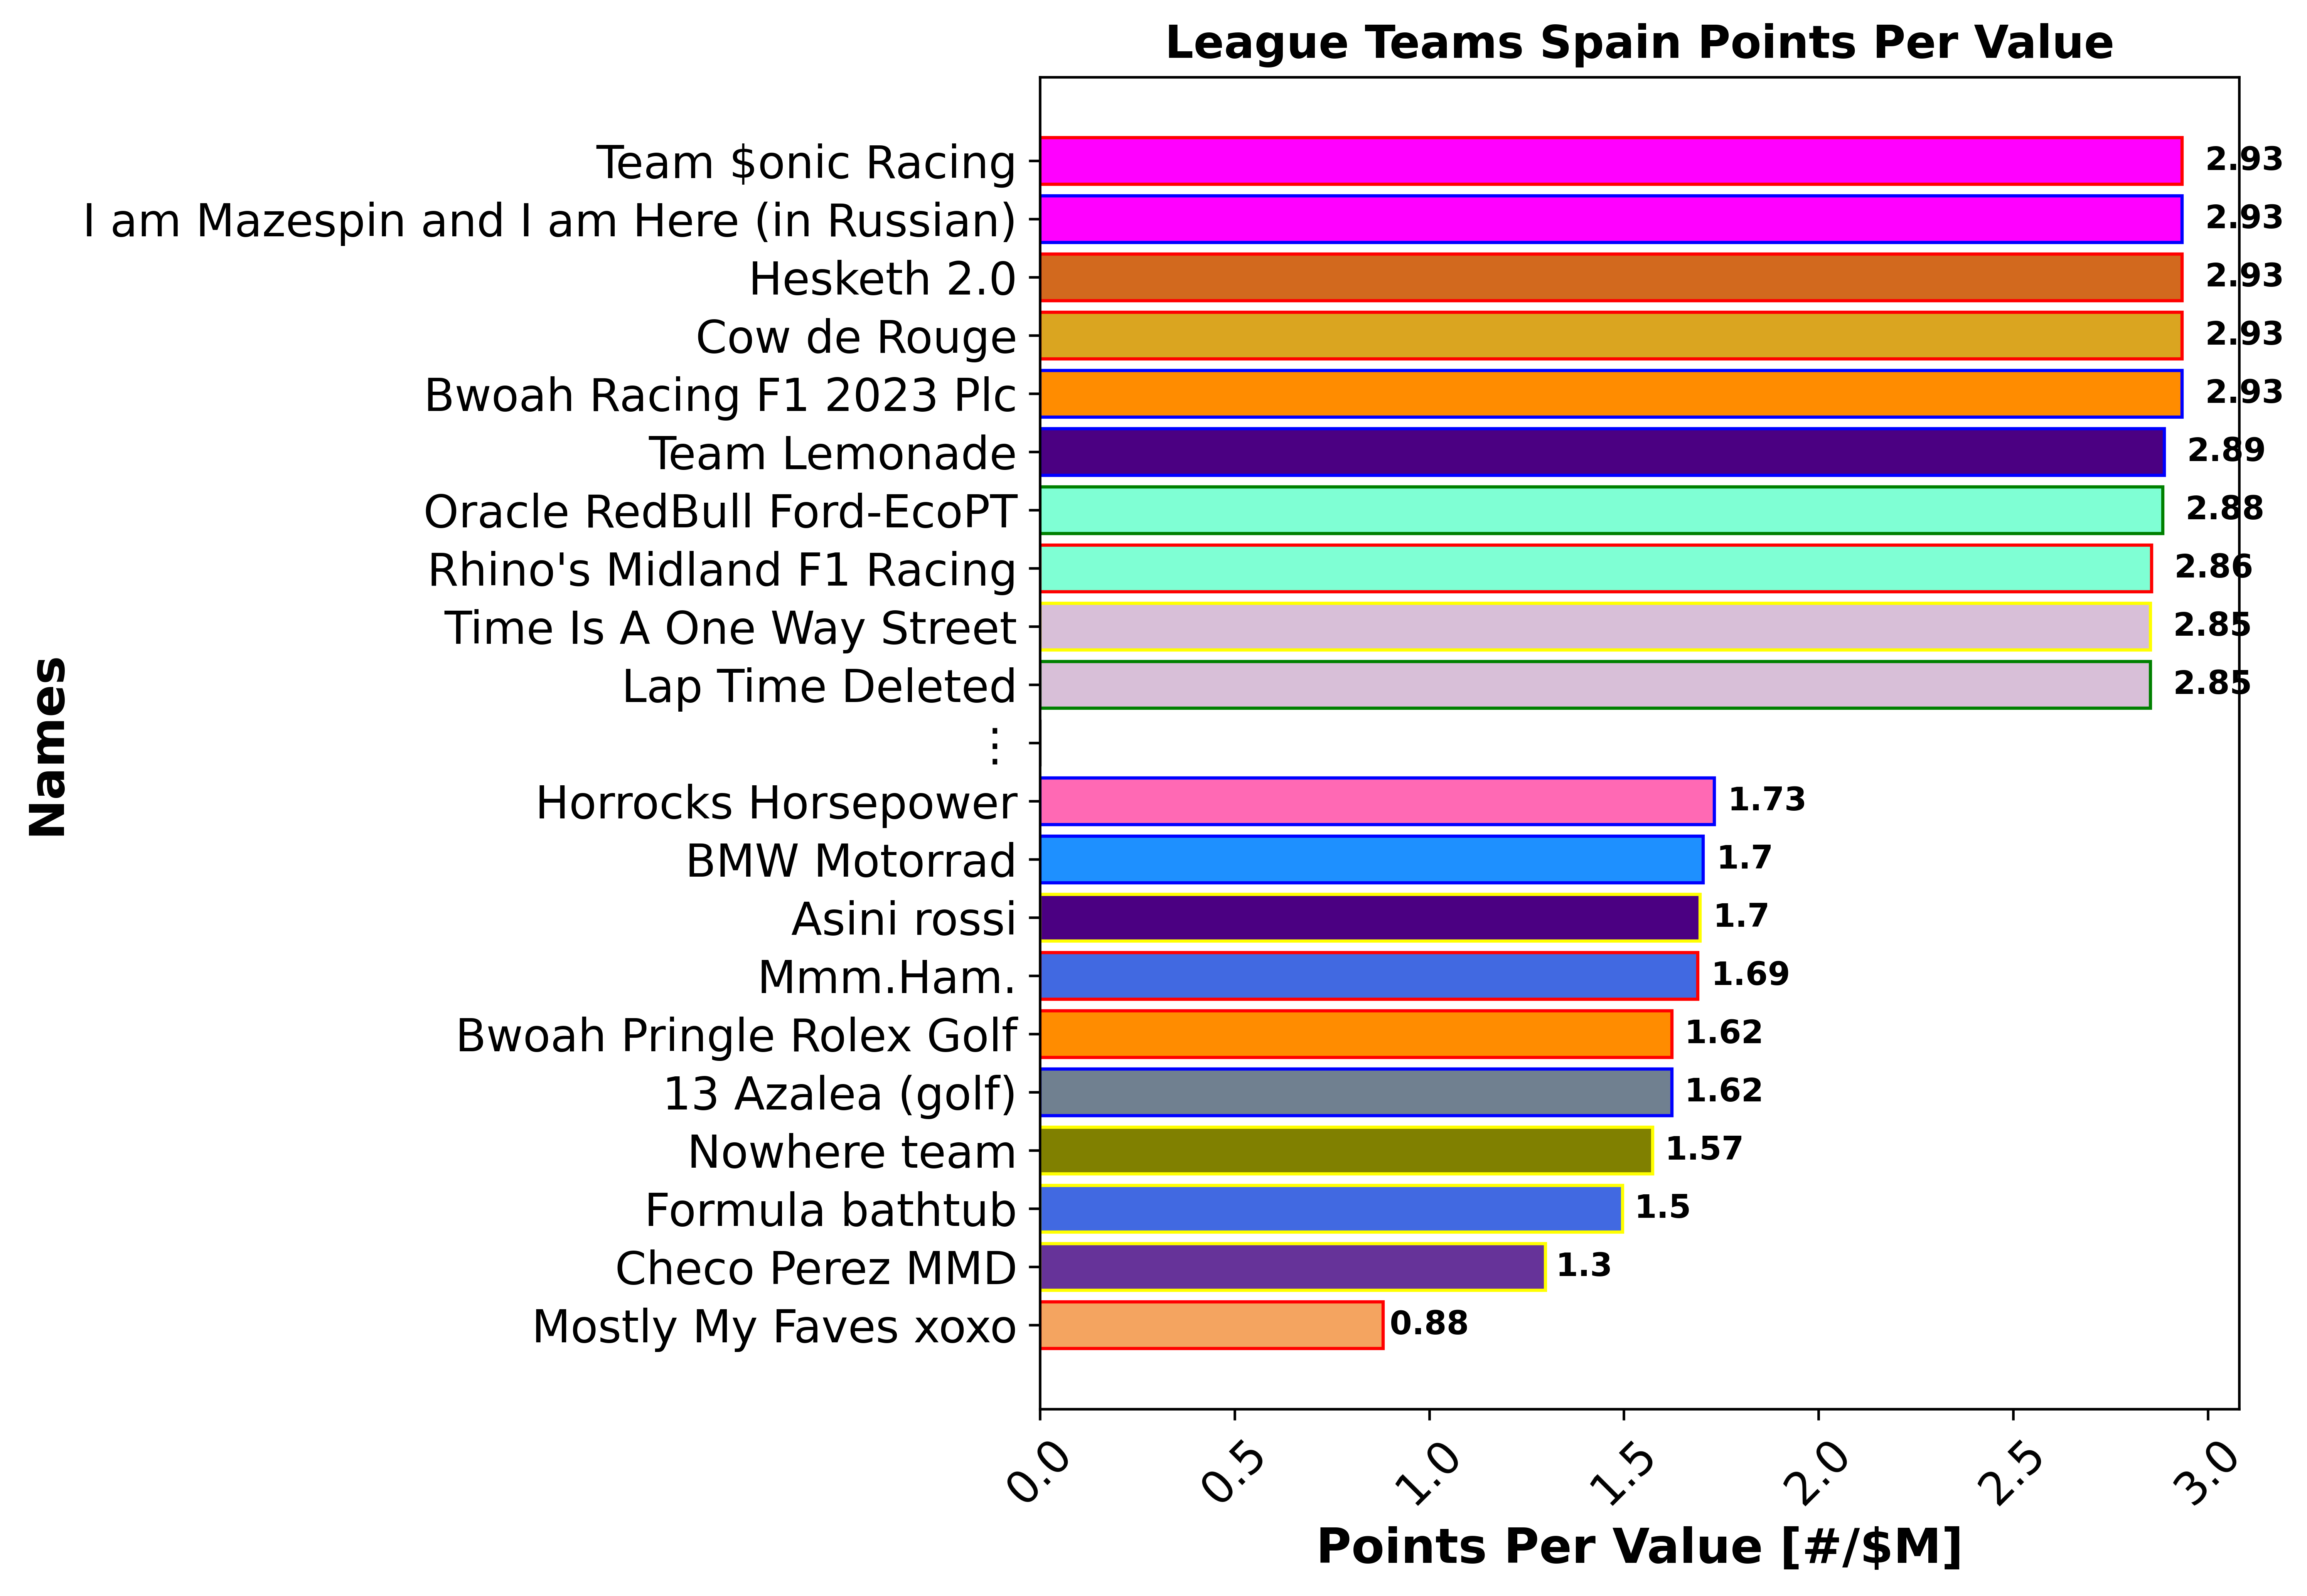 League Teams Spain Points Per Value
Team $onic Racing 2.93
I am Mazespin and I am Here (in Russian) 2.93
Hesketh 2.0 2.93
Cow de Rouge 2.93
Bwoah Racing F1 2023 Plc 2.93
Team Lemonade 2.89
Oracle RedBull Ford-EcoPT 2.88
Rhino's Midland F1 Racing 2.86
Time Is A One Way Street 2.85
Lap Time Deleted 2.85
⋮
Horrocks Horsepower 1.73
BMW Motorrad 1.7
Asini rossi 1.7
Mmm.Ham. 1.69
Bwoah Pringle Rolex Golf 1.62
13 Azalea (golf) 1.62
Nowhere team 1.57
Formula bathtub 1.5
Checo Perez MMD 1.3
Mostly My Faves xoxo 0.88
Names
0.0 0.5 1.0 1.5 2.0 2.5 3.0
Points Per Value [#/$M]